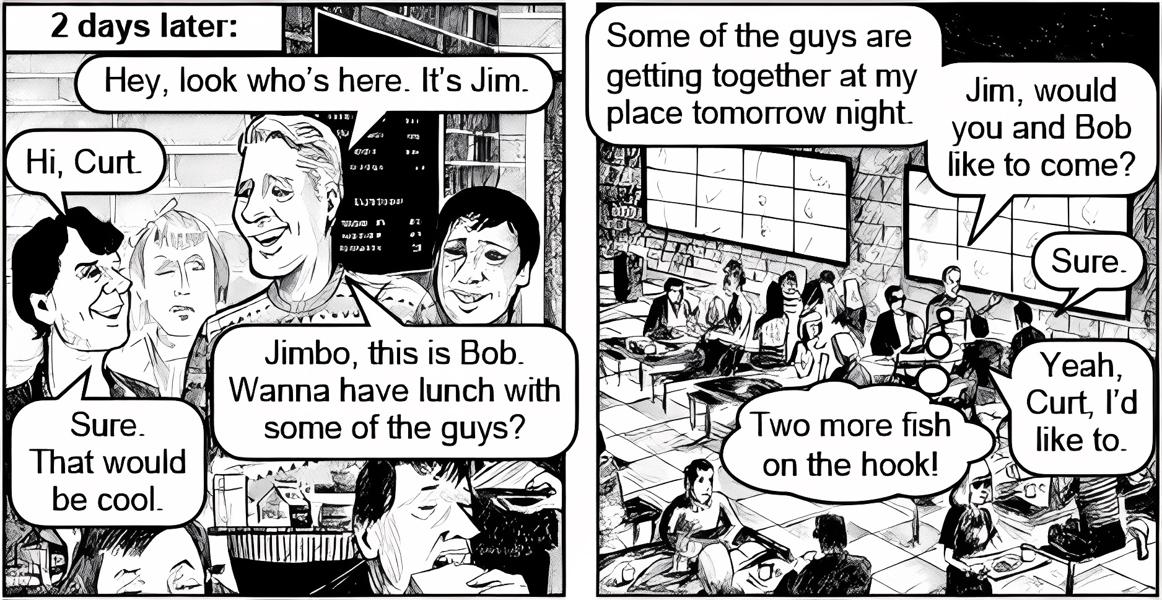 2 days later:
Hey, look who's here. It's Jim.
Hi, Curt.
Jimbo, this is Bob.
Wanna have lunch with
some of the guys?
Sure.
That would
be cool.
Some of the guys are
getting together at my
place tomorrow night.
Jim, would
you and Bob
like to come?
Sure.
Yeah,
Curt, I'd
like to.
Two more fish
on the hook!